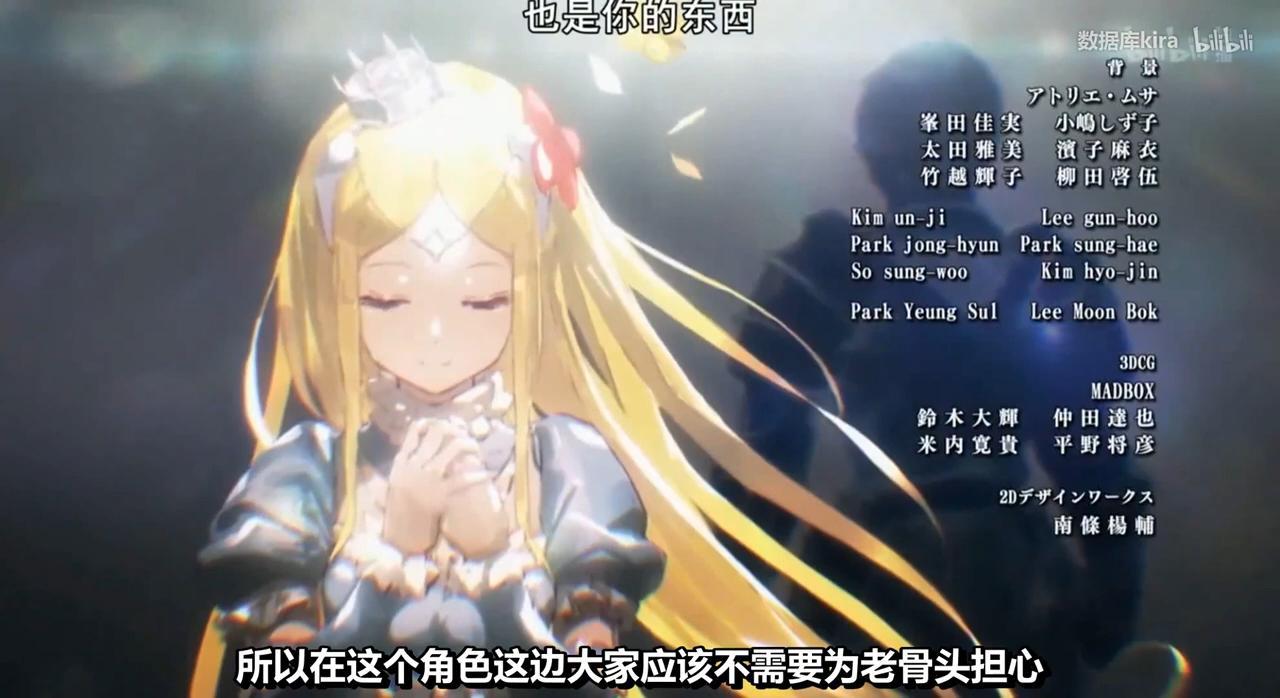 也是你的东西
数据库kira bilibili
背景
アトリエ・ムサ
峯田佳実 小嶋しず子
太田雅美 濱子麻衣
竹越輝子 柳田啓伍
Kim un-ji Lee gun-hoo
Park jong-hyun Park sung-hae
So sung-woo Kim hyo-jin
Park Yeung Sul Lee Moon Bok
3DCG
MADBOX
鈴木大輝 仲田達也
米内寛貴 平野将彦
2Dデザインワークス
南條楊輔
所以在这个角色这边大家应该不需要为老骨头担心